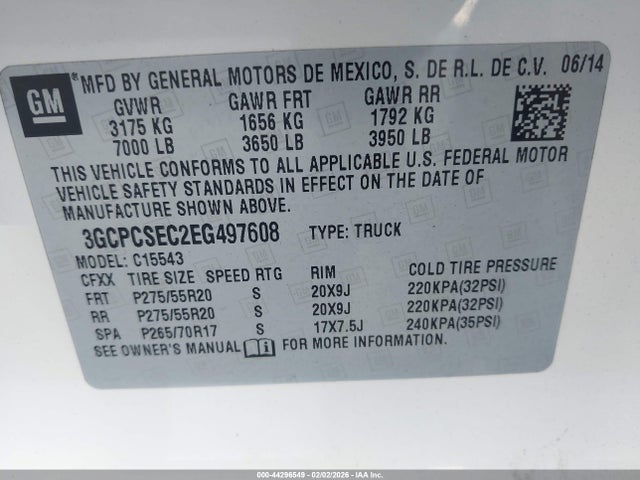 GM
® MFD BY GENERAL MOTORS DE MEXICO, S. DE R.L. DE C.V. 06/14
GVWR GAWR FRT GAWR RR
3175 KG 1656 KG 1792 KG
7000 LB 3650 LB 3950 LB
THIS VEHICLE CONFORMS TO ALL APPLICABLE U.S. FEDERAL MOTOR
VEHICLE SAFETY STANDARDS IN EFFECT ON THE DATE OF
MANUFACTURE SHOWN ABOVE.
3GCPCSEC2EG497608 TYPE: TRUCK
MODEL: C15543
CFXX TIRE SIZE SPEED RTG RIM COLD TIRE PRESSURE
FRT P275/55R20 S 20X9J 220KPA(32PSI)
RR P275/55R20 S 20X9J 220KPA(32PSI)
SPA P265/70R17 S 17X7.5J 240KPA(35PSI)
SEE OWNER'S MANUAL FOR MORE INFORMATION.
000-44296549 - 02/02/2026 - IAAI, Inc.